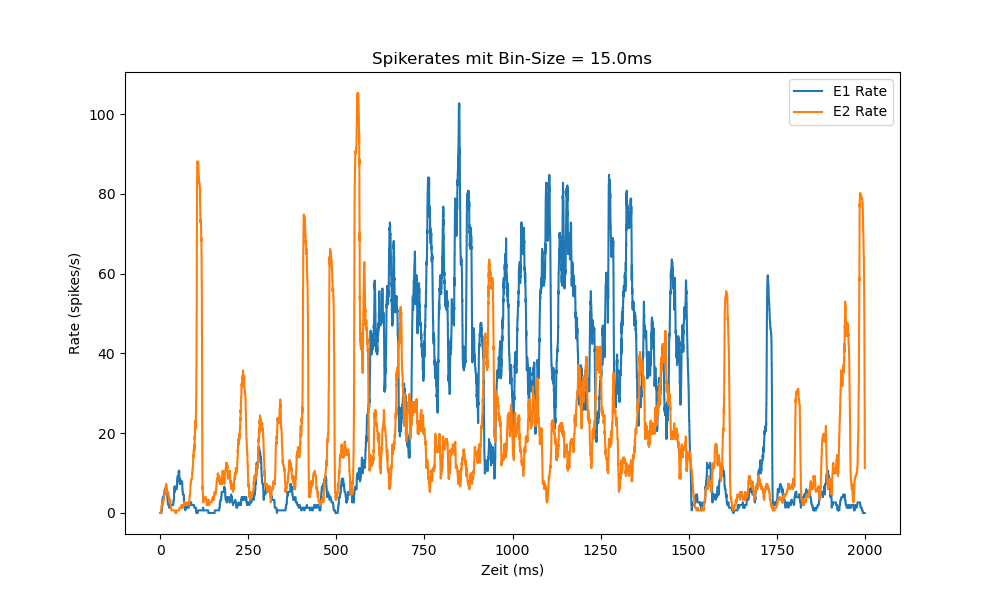 Spikerates mit Bin-Size = 15.0ms
E1 Rate
E2 Rate
Rate (spikes/s)
100
80
60
40
20
0
0 250 500 750 1000 1250 1500 1750 2000
Zeit (ms)